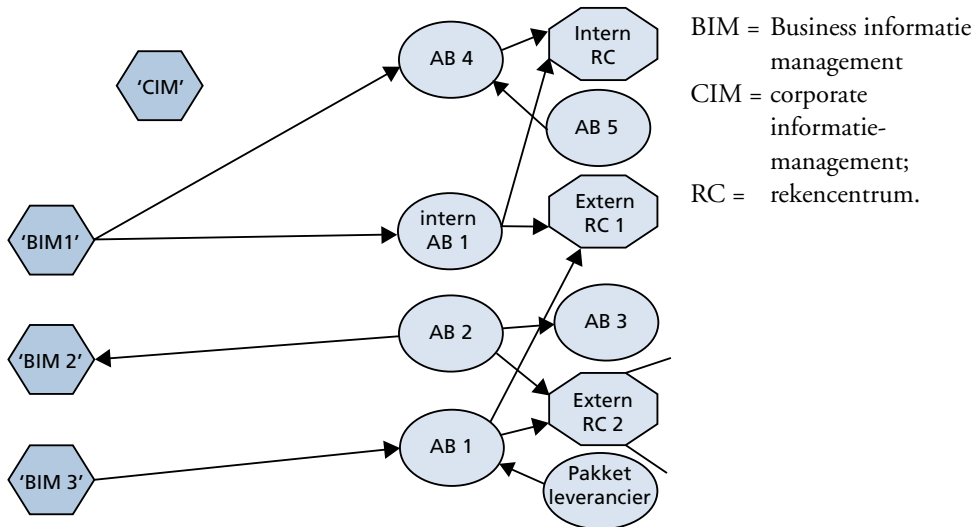 'CIM'
'BIM1'
'BIM 2'
'BIM 3'
AB 4
intern
AB 1
AB 2
AB 1
Intern
RC
AB 5
Extern
RC 1
AB 3
Extern
RC 2
Pakket
leverancier
BIM = Business informatie
management
CIM = corporate
informatie-
management;
RC = rekencentrum.